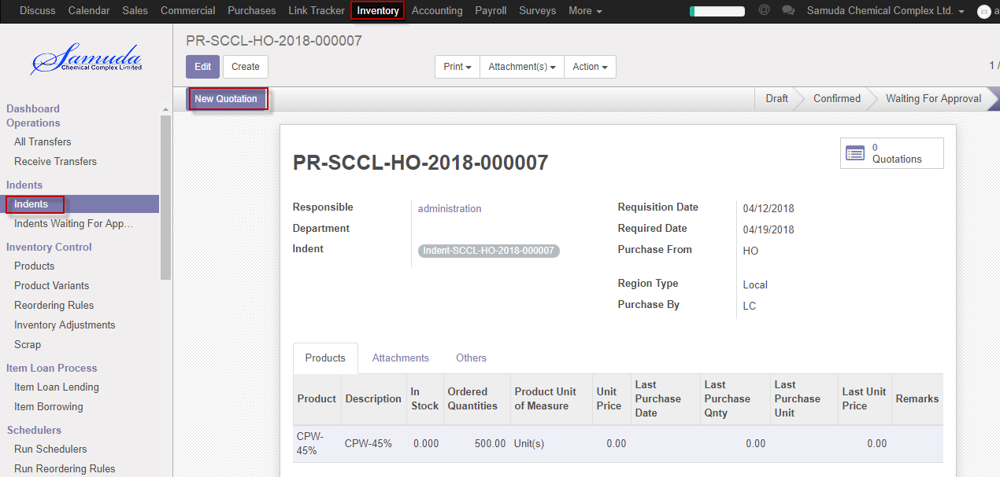 Discuss Calendar Sales Commercial Purchases Link Tracker Inventory Accounting Payroll Surveys More @ Samuda Chemical Complex Ltd. a
Samuda
Chemical Complex Limited
PR-SCCL-HO-2018-000007
Edit Create Print Attachment(s) Action 1 /
New Quotation Draft Confirmed Waiting For Approval
Dashboard
Operations
All Transfers
Receive Transfers
Indents
Indents
Indents Waiting For App...
Inventory Control
Products
Product Variants
Reordering Rules
Inventory Adjustments
Scrap
Item Loan Process
Item Loan Lending
Item Borrowing
Schedulers
Run Schedulers
Run Reordering Rules
0
Quotations
PR-SCCL-HO-2018-000007
Responsible administration
Department
Indent Indent-SCCL-HO-2018-000007
Requisition Date 04/12/2018
Required Date 04/19/2018
Purchase From HO
Region Type Local
Purchase By LC
Products Attachments Others
Product Description In Stock Ordered Quantities Product Unit of Measure Unit Price Last Purchase Date Last Purchase Qnty Last Purchase Unit Last Unit Price Remarks
CPW-45% CPW-45% 0.000 500.00 Unit(s) 0.00 0.00 0.00